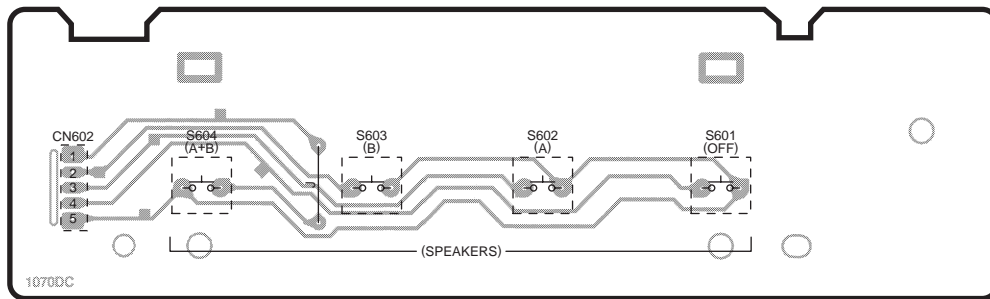 CN602
1
2
3
4
5
S604
(A+B)
S603
(B)
S602
(A)
S601
(OFF)
(SPEAKERS)
1070DC